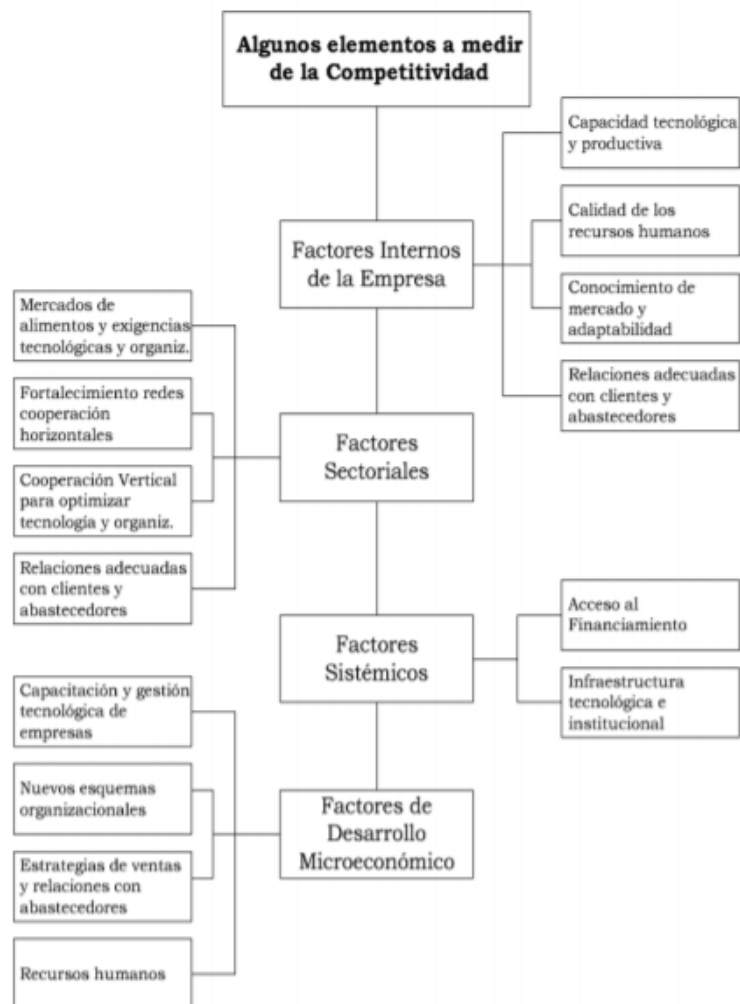 Algunos elementos a medir
de la Competitividad
Capacidad tecnológica
y productiva
Factores Internos
de la Empresa
Calidad de los
recursos humanos
Conocimiento de
mercado y
adaptabilidad
Relaciones adecuadas
con clientes y
abastecedores
Mercados de
alimentos y exigencias
tecnológicas y organiz.
Fortalecimiento redes
cooperación
horizontales
Factores
Sectoriales
Cooperación Vertical
para optimizar
tecnología y organiz.
Relaciones adecuadas
con clientes y
abastecedores
Factores
Sistémicos
Acceso al
Financiamiento
Infraestructura
tecnológica e
institucional
Capacitación y gestión
tecnológica de
empresas
Nuevos esquemas
organizacionales
Factores de
Desarrollo
Microeconómico
Estrategias de ventas
y relaciones con
abastecedores
Recursos humanos